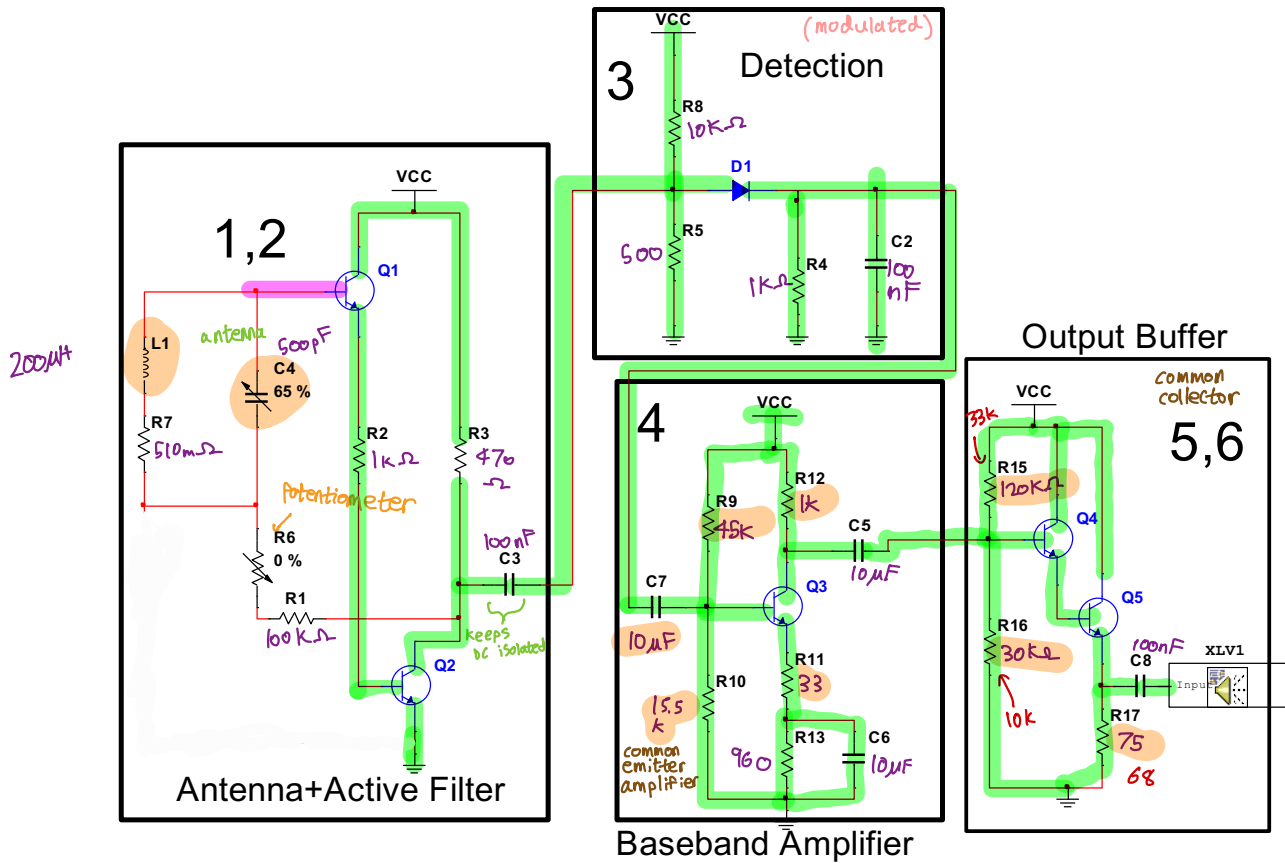 VCC
(modulated)
3
Detection
R8
10KΩ
D1
R5
500
R4
1KΩ
C2
100
nF
1,2
VCC
Q1
antenna
500pF
L1
200µH
C4
65 %
R7
510mΩ
R2
1KΩ
R3
470
Ω
Potentiometer
R6
0 %
R1
100KΩ
100nF
C3
keeps
DC isolated
Q2
Antenna+Active Filter
4
VCC
R9
45K
R12
1K
C5
10µF
C7
10µF
Q3
R10
15.5
K
R11
33
R13
960
C6
10µF
common
emitter
amplifier
Baseband Amplifier
Output Buffer
common
collector
5,6
VCC
33K
R15
120KΩ
Q4
Q5
R16
30KΩ
10K
100nF
C8
XLV1
Input
R17
75
68